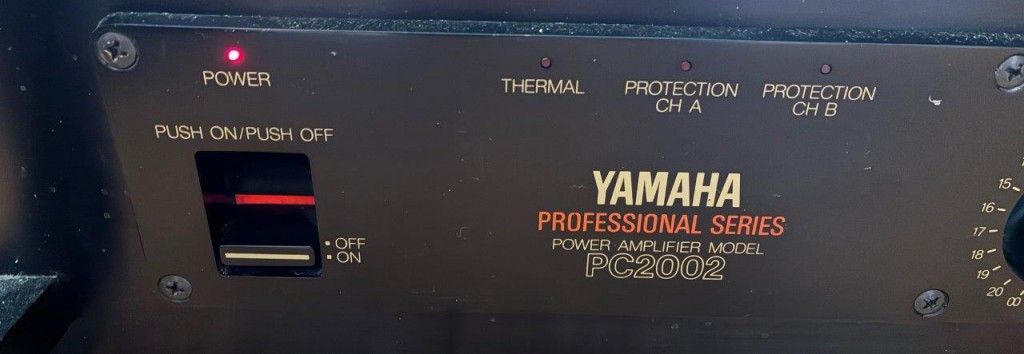 POWER
THERMAL
PROTECTION
CH A
PROTECTION
CH B
PUSH ON/PUSH OFF
OFF
ON
YAMAHA
PROFESSIONAL SERIES
POWER AMPLIFIER MODEL
PC2002
15
16
17
18
19
20
∞